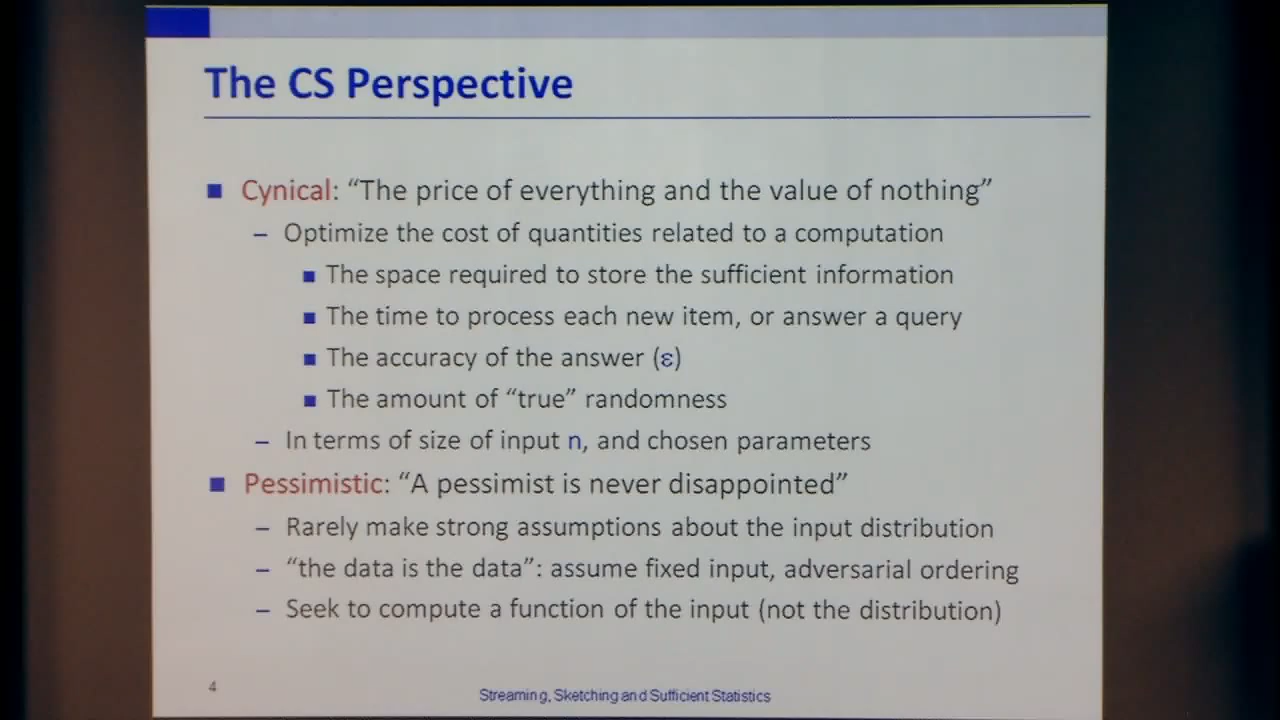 The CS Perspective
■ Cynical: “The price of everything and the value of nothing”
– Optimize the cost of quantities related to a computation
■ The space required to store the sufficient information
■ The time to process each new item, or answer a query
■ The accuracy of the answer (ε)
■ The amount of “true” randomness
– In terms of size of input n, and chosen parameters
■ Pessimistic: “A pessimist is never disappointed”
– Rarely make strong assumptions about the input distribution
– “the data is the data”: assume fixed input, adversarial ordering
– Seek to compute a function of the input (not the distribution)
4
Streaming, Sketching and Sufficient Statistics